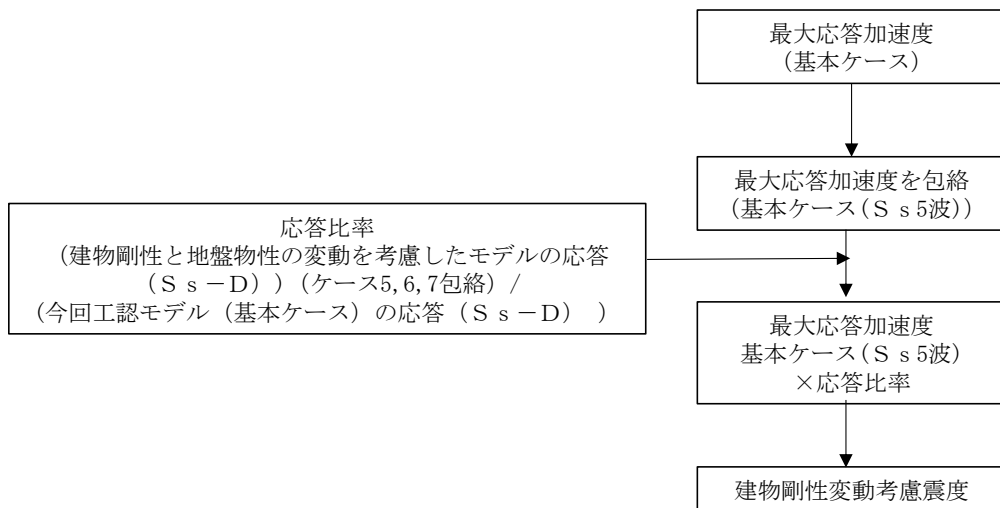 最大応答加速度
(基本ケース)
最大応答加速度を包絡
(基本ケース(Ｓｓ5波))
応答比率
(建物剛性と地盤物性の変動を考慮したモデルの応答
(Ｓｓ－Ｄ))(ケース5,6,7包絡)/
(今回工認モデル(基本ケース)の応答(Ｓｓ－Ｄ) )
最大応答加速度
基本ケース(Ｓｓ5波)
×応答比率
建物剛性変動考慮震度